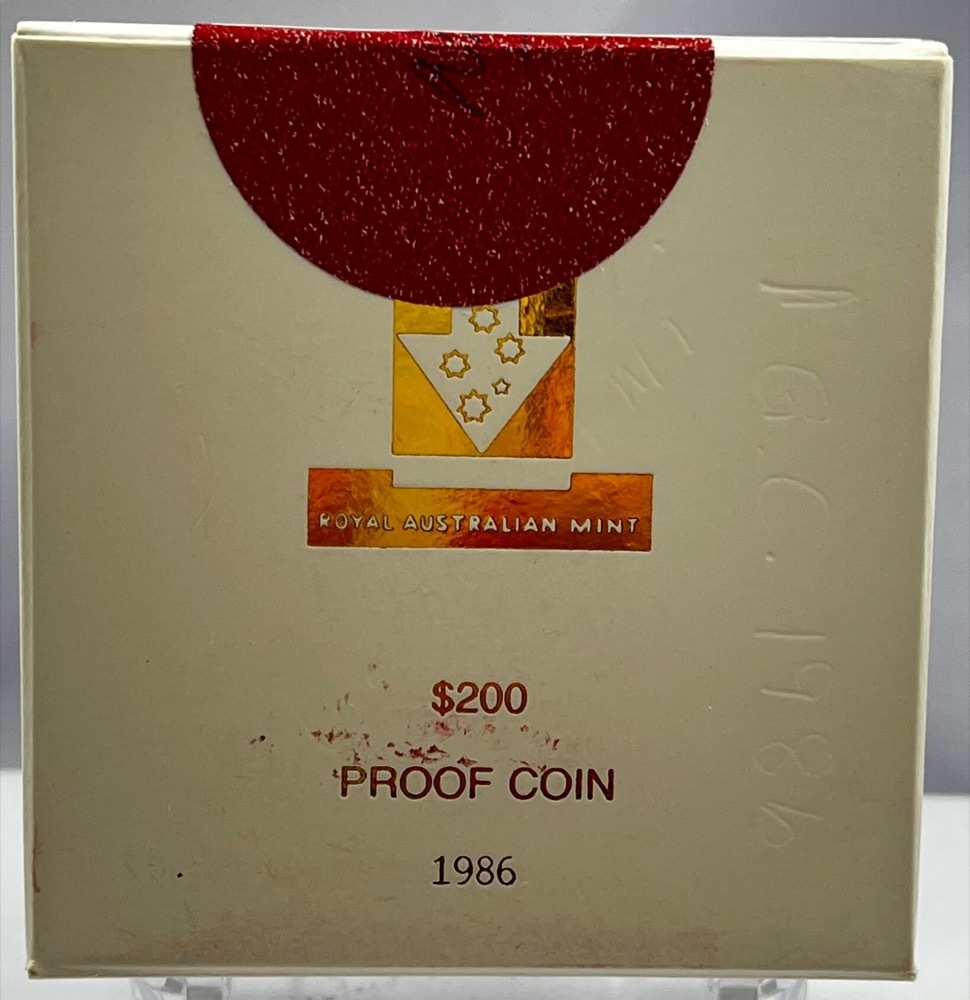 ROYAL AUSTRALIAN MINT
$200
PROOF COIN
1986